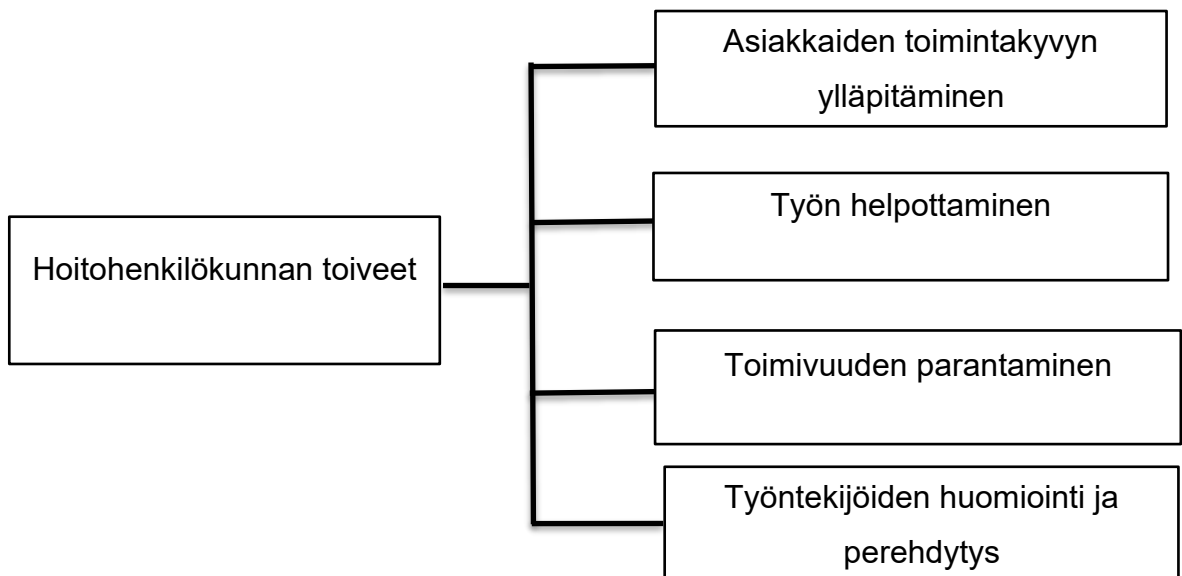 Asiakkaiden toimintakyvyn
ylläpitäminen
Työn helpottaminen
Hoitohenkilökunnan toiveet
Toimivuuden parantaminen
Työntekijöiden huomiointi ja
perehdytys